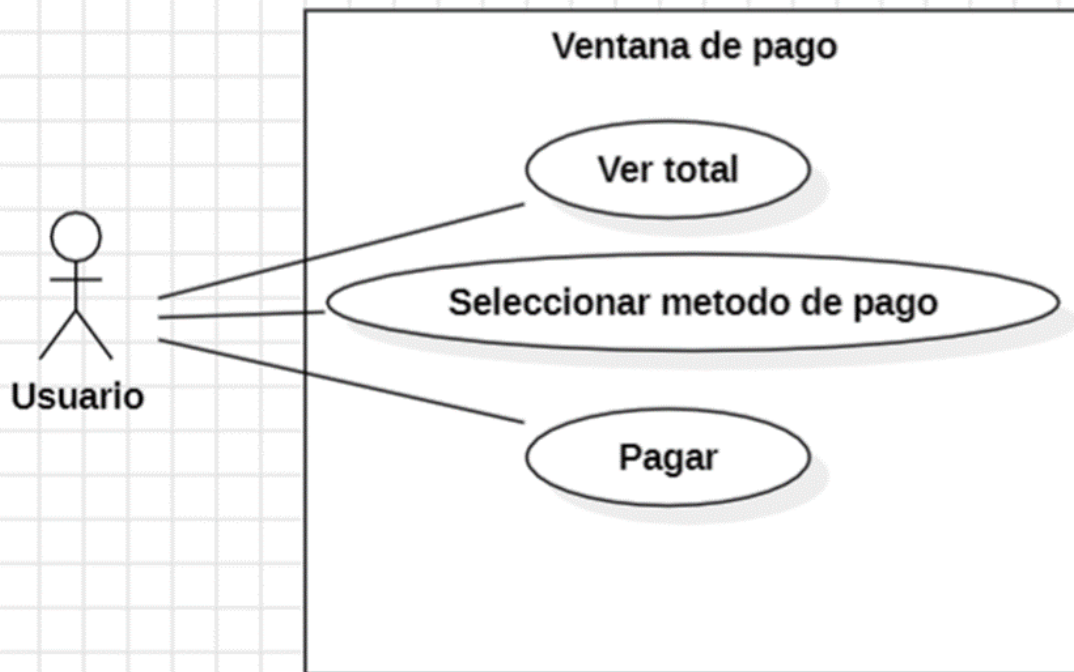 Ventana de pago
Ver total
Seleccionar metodo de pago
Usuario
Pagar